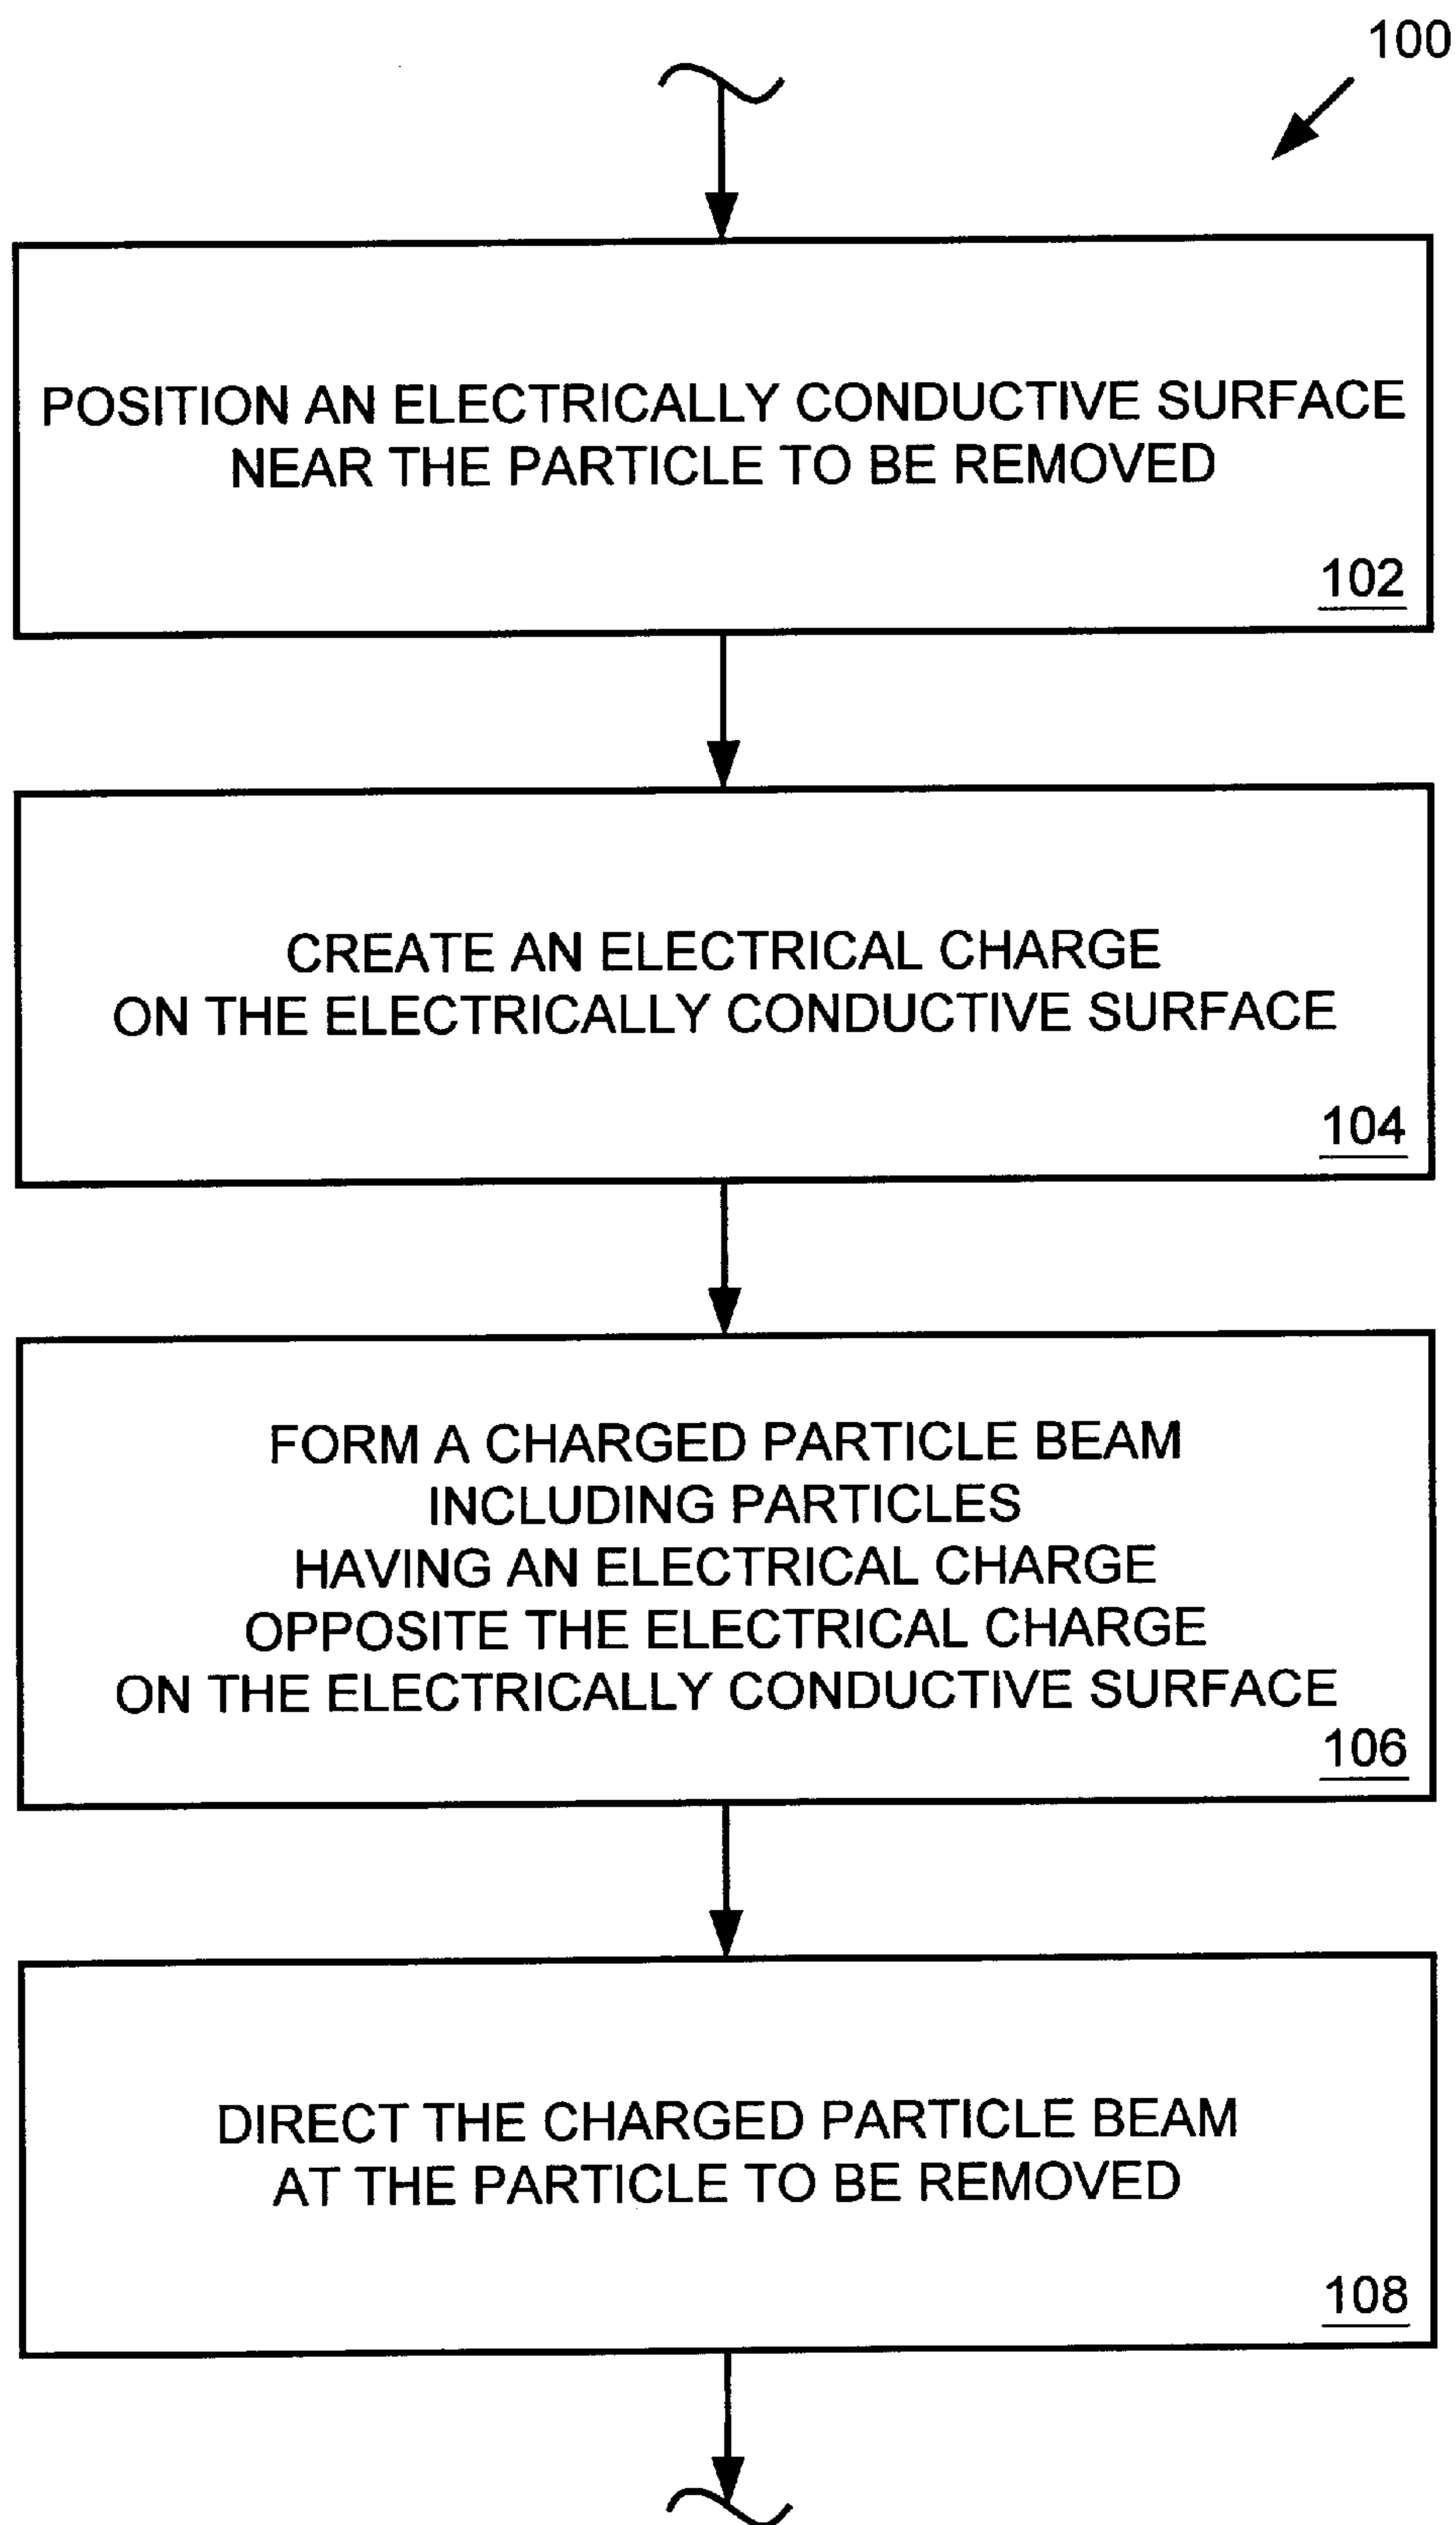 100
POSITION AN ELECTRICALLY CONDUCTIVE SURFACE
NEAR THE PARTICLE TO BE REMOVED
102
CREATE AN ELECTRICAL CHARGE
ON THE ELECTRICALLY CONDUCTIVE SURFACE
104
FORM A CHARGED PARTICLE BEAM
INCLUDING PARTICLES
HAVING AN ELECTRICAL CHARGE
OPPOSITE THE ELECTRICAL CHARGE
ON THE ELECTRICALLY CONDUCTIVE SURFACE
106
DIRECT THE CHARGED PARTICLE BEAM
AT THE PARTICLE TO BE REMOVED
108